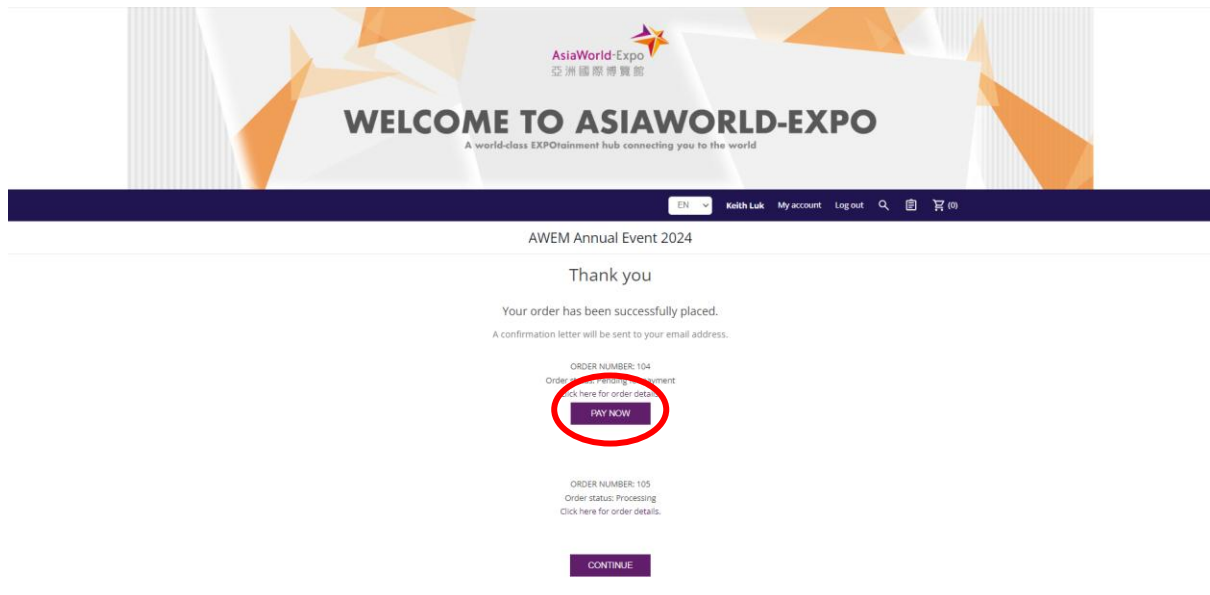 AsiaWorld-Expo
亞洲國際博覽館
WELCOME TO ASIAWORLD-EXPO
A world-class EXPOtainment hub connecting you to the world
EN Keith Luk My account Log out (0)
AWEM Annual Event 2024
Thank you
Your order has been successfully placed.
A confirmation letter will be sent to your email address.
ORDER NUMBER: 104
Order status: Pending for payment
Click here for order details.
PAY NOW
ORDER NUMBER: 105
Order status: Processing
Click here for order details.
CONTINUE